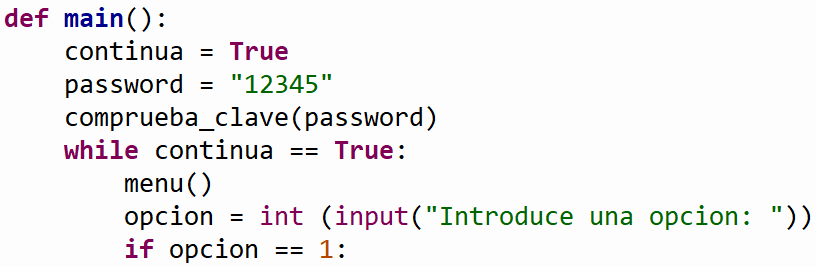 def main():
    continua = True
    password = "12345"
    comprueba_clave(password)
    while continua == True:
        menu()
        opcion = int (input("Introduce una opcion: "))
        if opcion == 1: